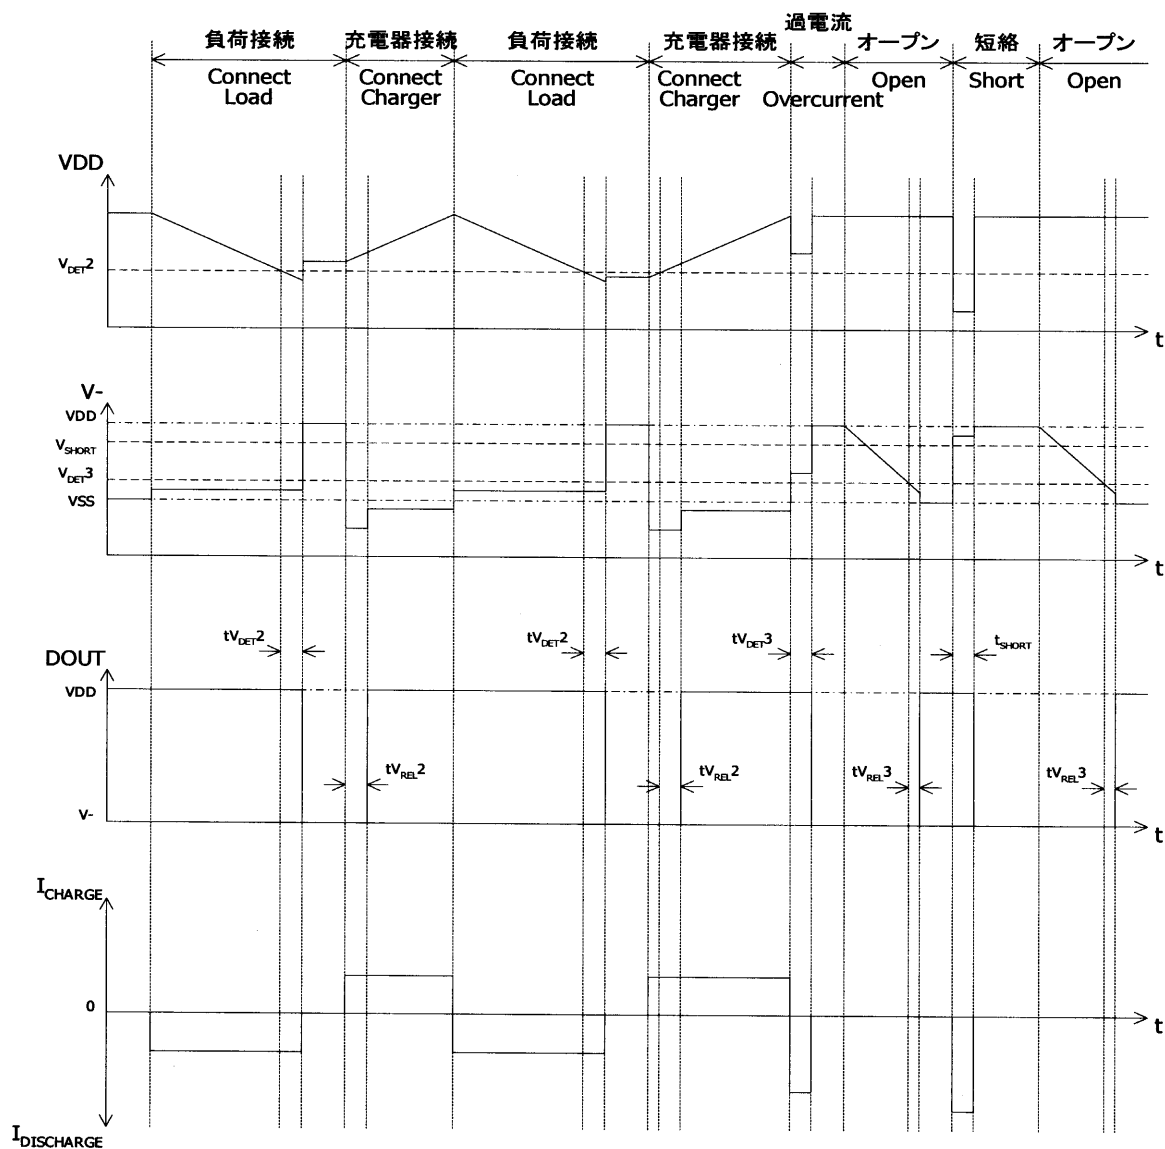 過電流
負荷接続 充電器接続 負荷接続 充電器接続 オープン 短絡 オープン
Connect Connect Connect Connect Open Short Open
Load Charger Load Charger Overcurrent
VDD
VDET2
t
V-
VDD
VSHORT
VDET3
VSS
t
tVDET2 tVDET2 tVDET3 tSHORT
DOUT
VDD
tVREL2 tVREL2 tVREL3 tVREL3
V-
t
ICHARGE
0
t
IDISCHARGE